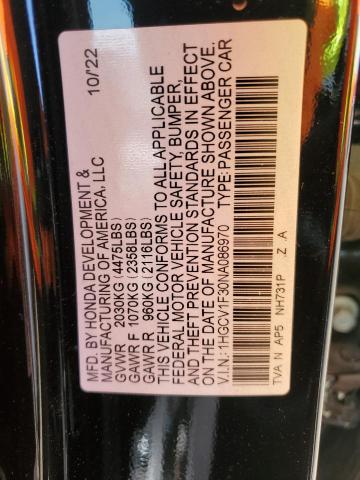 MFD. BY HONDA DEVELOPMENT & 10/22
MANUFACTURING OF AMERICA, LLC
GVWR 2030KG (4475LBS)
GAWR F 1070KG (2358LBS)
GAWR R 960KG (2116LBS)
THIS VEHICLE CONFORMS TO ALL APPLICABLE
FEDERAL MOTOR VEHICLE SAFETY, BUMPER,
AND THEFT PREVENTION STANDARDS IN EFFECT
ON THE DATE OF MANUFACTURE SHOWN ABOVE.
V.I.N.: 1HGCV1F30NA086970 TYPE: PASSENGER CAR
TVA N AP5 NH731P Z .A